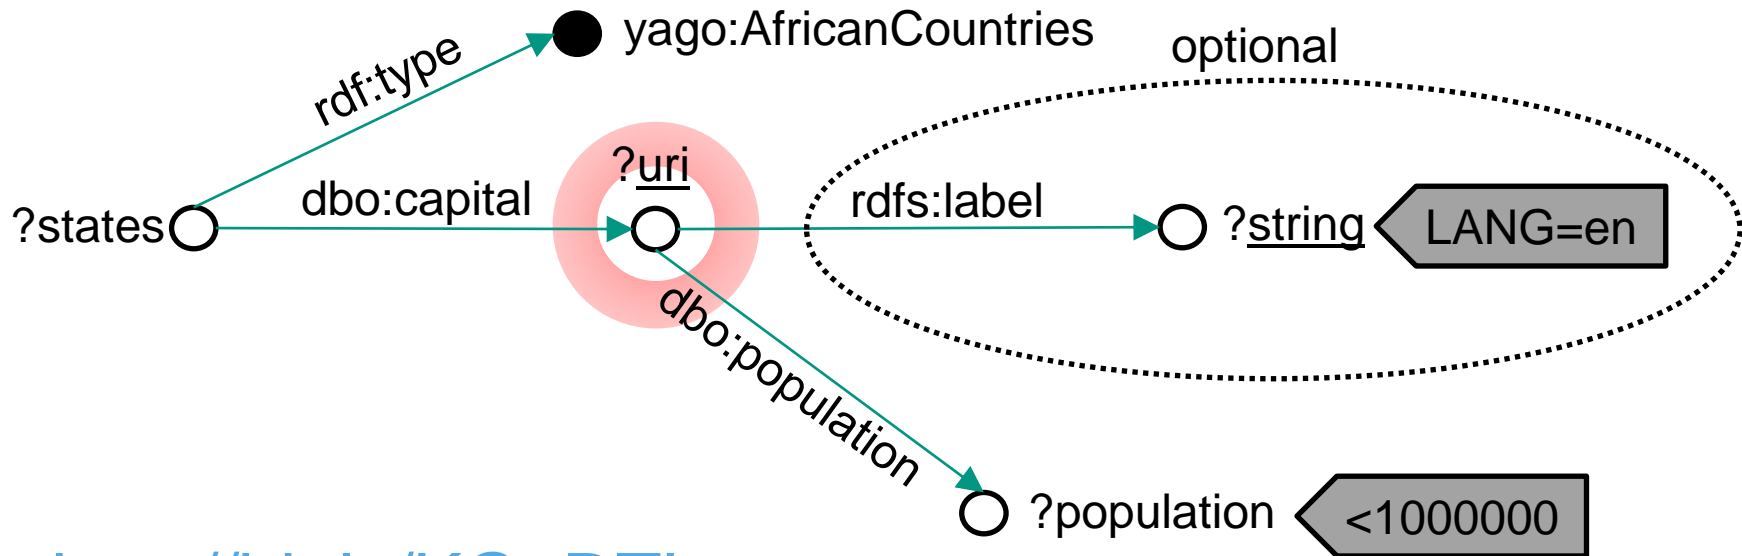 yago:AfricanCountries
optional
rdf:type
?uri
dbo:capital
rdfs:label
?states
?string
LANG=en
dbo:population
?population
<1000000